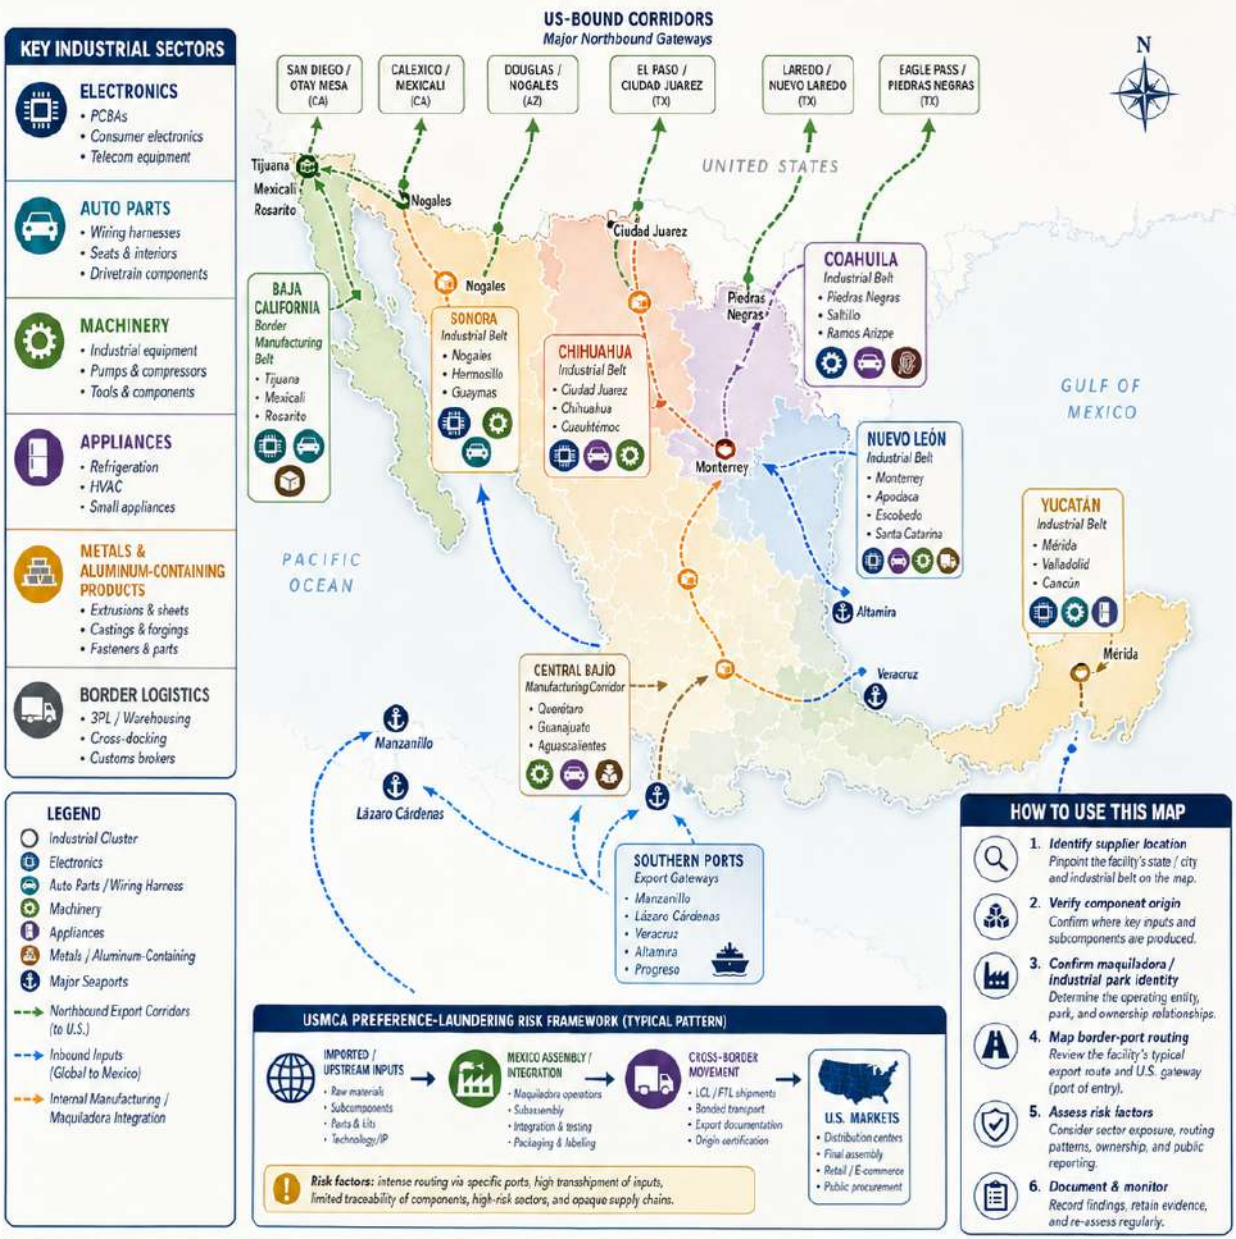 US-BOUND CORRIDORS
Major Northbound Gateways
KEY INDUSTRIAL SECTORS
ELECTRONICS
• PCBAs
• Consumer electronics
• Telecom equipment
AUTO PARTS
• Wiring harnesses
• Seats & interiors
• Drivetrain components
MACHINERY
• Industrial equipment
• Pumps & compressors
• Tools & components
APPLIANCES
• Refrigeration
• HVAC
• Small appliances
METALS &
ALUMINUM-CONTAINING
PRODUCTS
• Extrusions & sheets
• Castings & forgings
• Fasteners & parts
BORDER LOGISTICS
• 3PL / Warehousing
• Cross-docking
• Customs brokers
LEGEND
Industrial Cluster
Electronics
Auto Parts / Wiring Harness
Machinery
Appliances
Metals / Aluminum-Containing
Major Seaports
Northbound Export Corridors
(to U.S.)
Inbound Inputs
(Global to Mexico)
Internal Manufacturing /
Maquiladora Integration
SAN DIEGO /
OTAY MESA
(CA)
CALEXICO /
MEXICALI
(CA)
DOUGLAS /
NOGALES
(AZ)
EL PASO /
CIUDAD JUAREZ
(TX)
LAREDO /
NUEVO LAREDO
(TX)
EAGLE PASS /
PIEDRAS NEGRAS
(TX)
N
UNITED STATES
Tijuana
Mexicali
Rosarito
Nogales
Ciudad Juarez
Nogales
Piedras
Negras
Monterrey
BAJA
CALIFORNIA
Border
Manufacturing
Belt
• Tijuana
• Mexicali
• Rosarito
SONORA
Industrial Belt
• Nogales
• Hermosillo
• Guaymas
CHIHUAHUA
Industrial Belt
• Ciudad Juarez
• Chihuahua
• Cueuhtémoc
COAHUILA
Industrial Belt
• Piedras Negras
• Saltillo
• Ramos Arizpe
NUEVO LEÓN
Industrial Belt
• Monterrey
• Apodaca
• Escobedo
• Santa Catarina
GULF OF
MEXICO
YUCATÁN
Industrial Belt
• Mérida
• Valladolid
• Cancún
PACIFIC
OCEAN
Altamira
Mérida
Veracruz
CENTRAL BAJÍO
Manufacturing Corridor
• Querétaro
• Guanajuato
• Aguascalientes
Manzanillo
Lázaro Cárdenas
SOUTHERN PORTS
Export Gateways
• Manzanillo
• Lázaro Cárdenas
• Veracruz
• Altamira
• Progreso
HOW TO USE THIS MAP
1. Identify supplier location
Pinpoint the facility's state / city
and industrial belt on the map.
2. Verify component origin
Confirm where key inputs and
subcomponents are produced.
3. Confirm maquiladora /
industrial park identity
Determine the operating entity,
park, and ownership relationships.
4. Map border-port routing
Review the facility's typical
export route and U.S. gateway
(port of entry).
5. Assess risk factors
Consider sector exposure, routing
patterns, ownership, and public
reporting.
6. Document & monitor
Record findings, retain evidence,
and re-assess regularly.
USMCA PREFERENCE-LAUNDERING RISK FRAMEWORK (TYPICAL PATTERN)
IMPORTED /
UPSTREAM INPUTS
• Raw materials
• Subcomponents
• Parts & kits
• Technology/IP
MEXICO ASSEMBLY /
INTEGRATION
• Maquiladora operations
• Subassembly
• Integration & testing
• Packaging & labeling
CROSS-BORDER
MOVEMENT
• LCL / FTL shipments
• Bonded transport
• Export documentation
• Origin certification
U.S. MARKETS
• Distribution centers
• Final assembly
• Retail / E-commerce
• Public procurement
Risk factors: intense routing via specific ports, high transshipment of inputs,
limited traceability of components, high-risk sectors, and opaque supply chains.